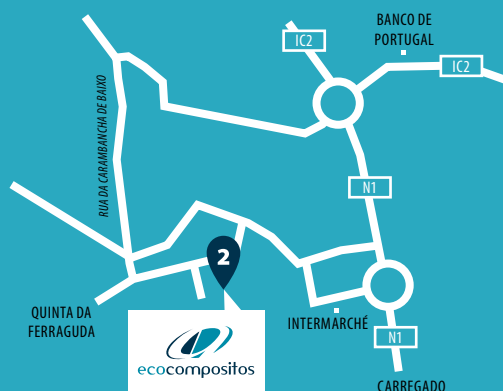 BANCO DE
PORTUGAL
IC2
IC2
RUA DA CARAMBANCHA DE BAIXO
N1
2
QUINTA DA
FERRAGUDA
INTERMARCHÉ
ecocompositos
N1
CARREGADO